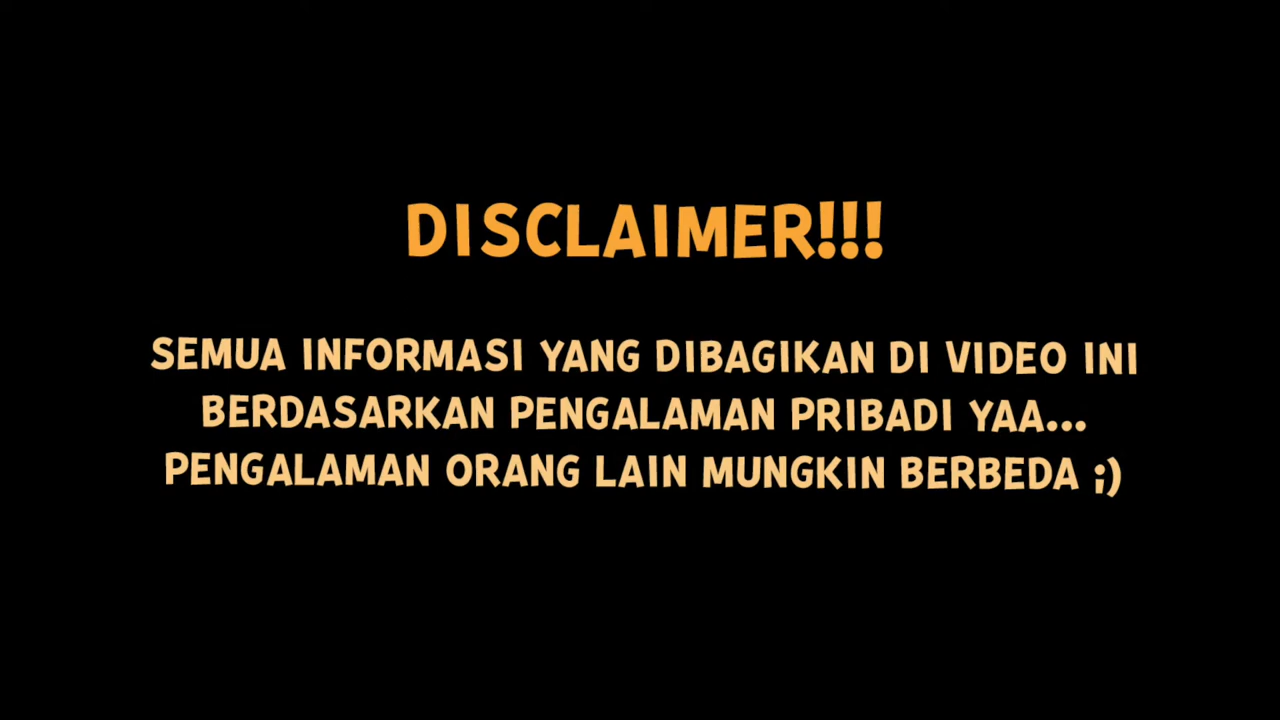 DISCLAIMER!!!
SEMUA INFORMASI YANG DIBAGIKAN DI VIDEO INI
BERDASARKAN PENGALAMAN PRIBADI YAA...
PENGALAMAN ORANG LAIN MUNGKIN BERBEDA ;)